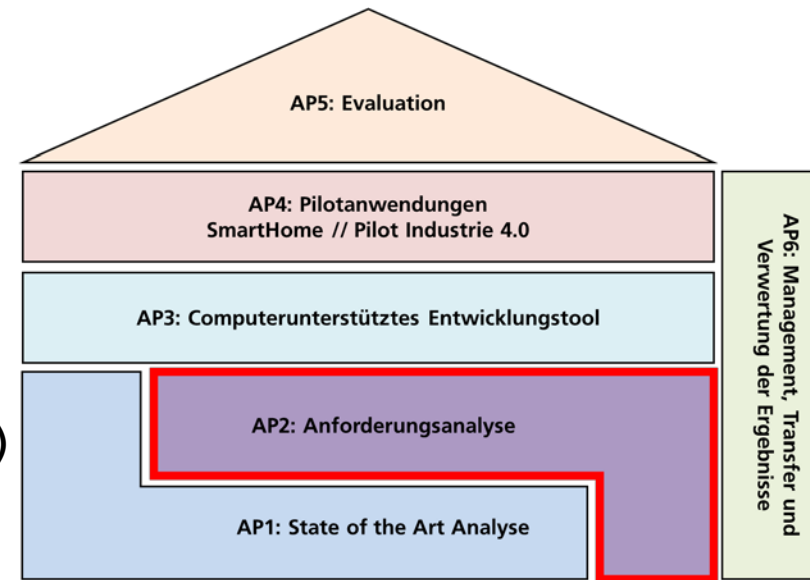 AP5: Evaluation
AP4: Pilotanwendungen
SmartHome // Pilot Industrie 4.0
AP3: Computerunterstütztes Entwicklungstool
AP2: Anforderungsanalyse
)
AP1: State of the Art Analyse
AP6: Management, Transfer und
Verwertung der Ergebnisse